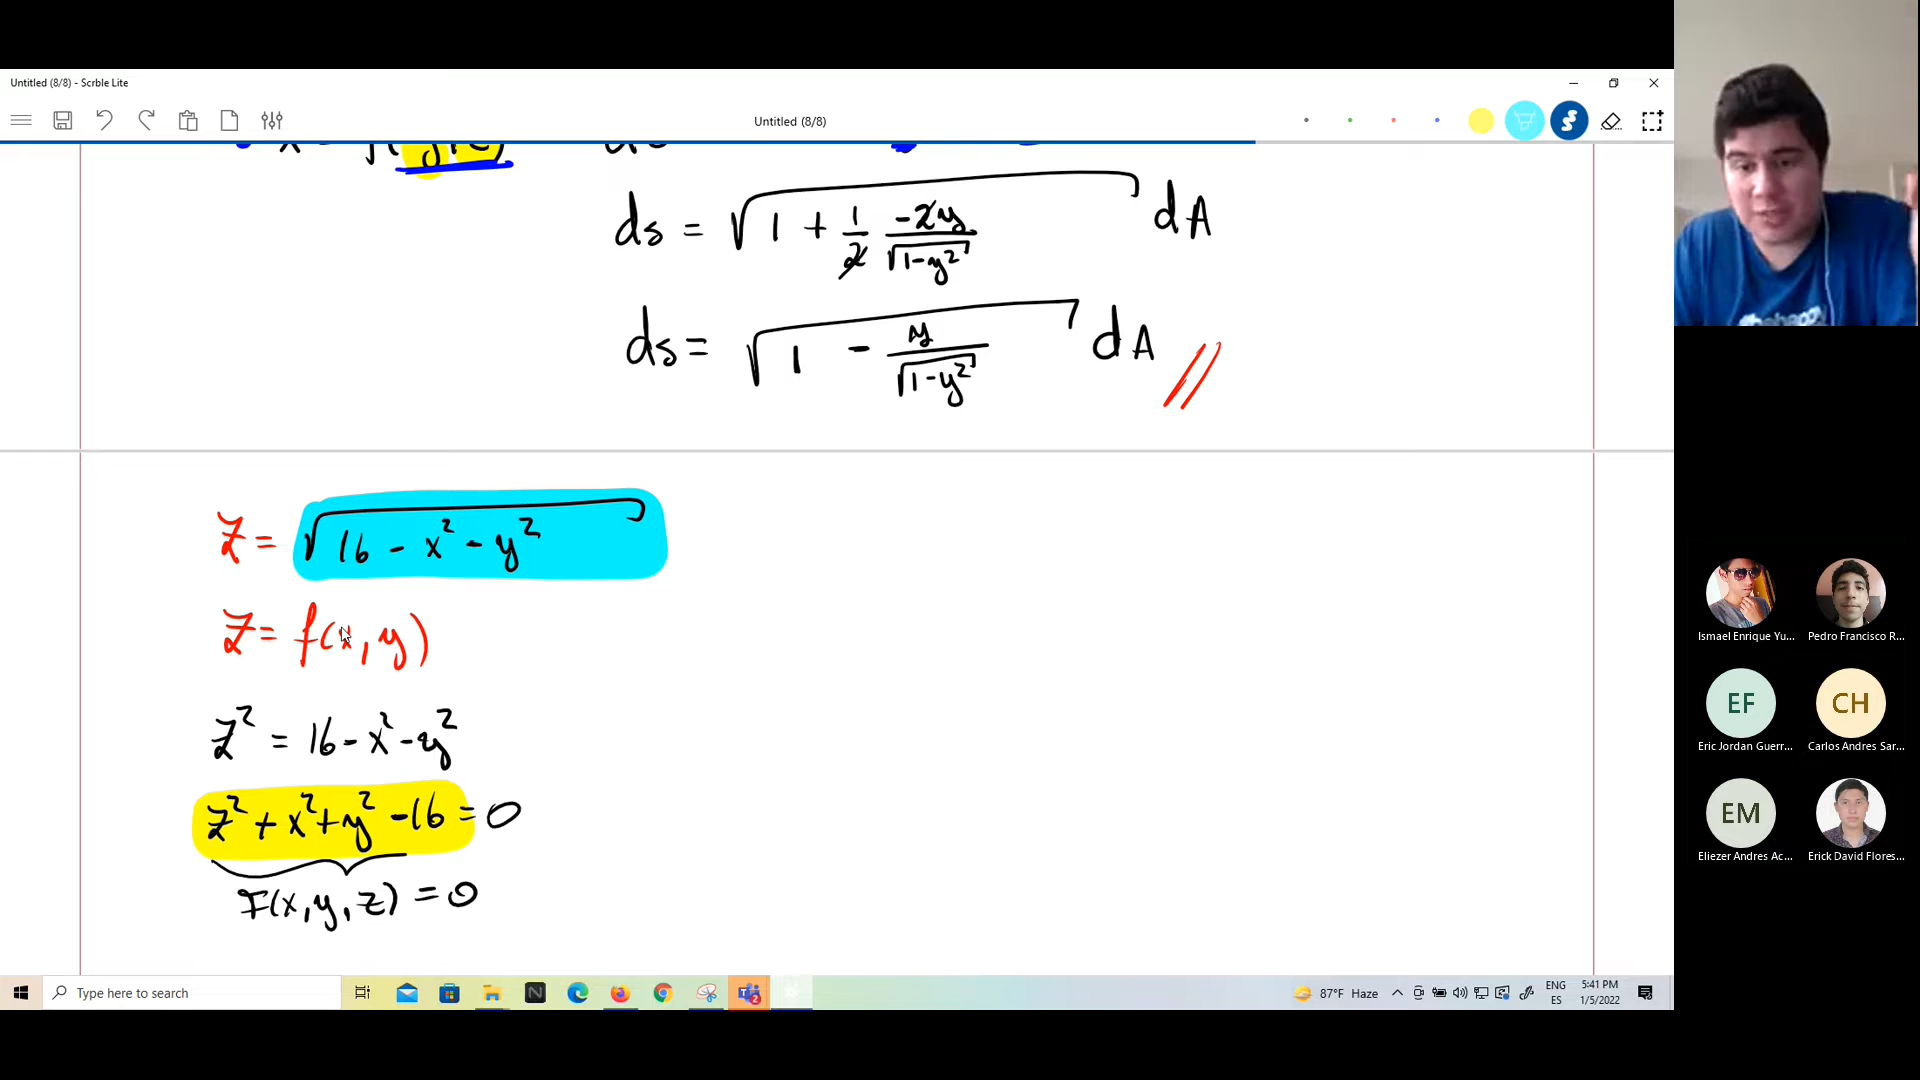 Untitled (8/8) - Scrble Lite
Untitled (8/8)
ds = √(1 + 1/2 -2y/√(1-y²)) dA
ds = √(1 - y/√(1-y²)) dA //
z = √(16 - x² - y²)
z = f(x, y)
z² = 16 - x² - y²
z² + x² + y² - 16 = 0
F(x, y, z) = 0
Ismael Enrique Yu... Pedro Francisco R...
EF CH
Eric Jordan Guerr... Carlos Andres Sar...
EM
Eliezer Andres Ac... Erick David Flores...
Type here to search
87°F Haze
ENG
ES
5:41 PM
1/5/2022